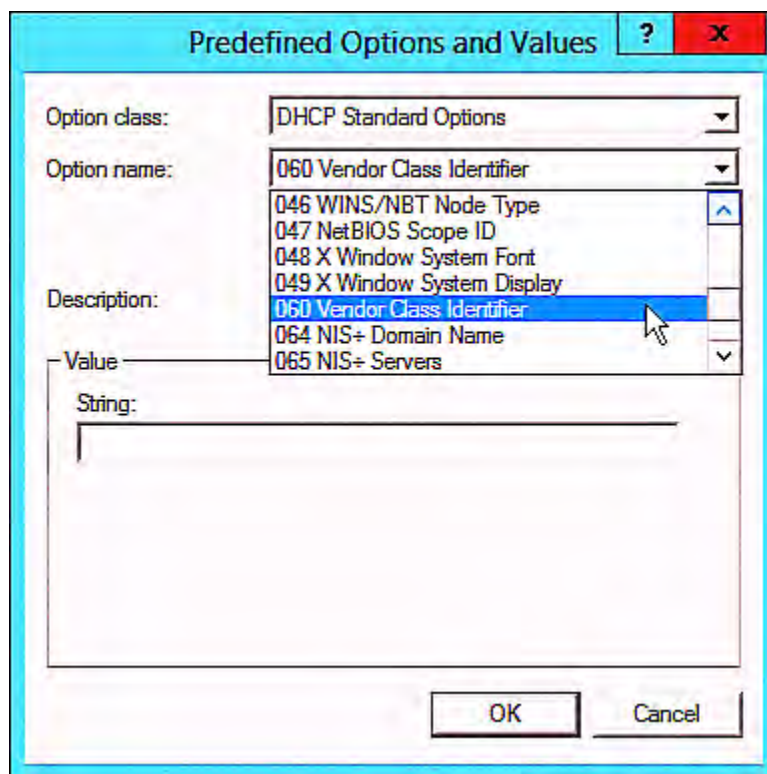 Predefined Options and Values ? x
Option class: DHCP Standard Options
Option name: 060 Vendor Class Identifier
046 WINS/NBT Node Type
047 NetBIOS Scope ID
048 X Window System Font
049 X Window System Display
060 Vendor Class Identifier
Description:
064 NIS+ Domain Name
065 NIS+ Servers
Value
String:
OK Cancel